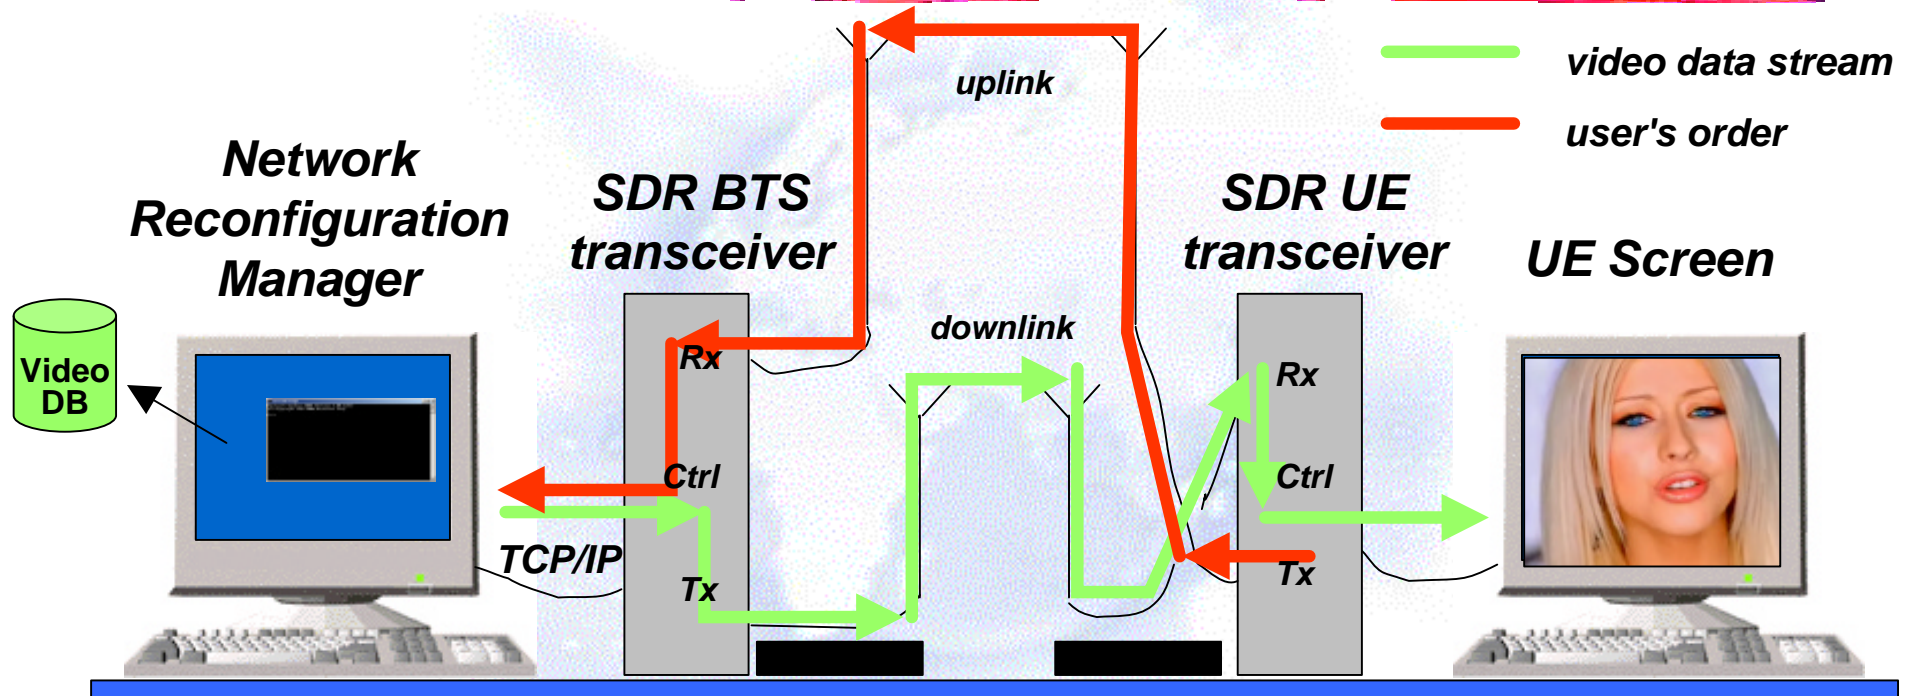 uplink
video data stream
user's order
Network
Reconfiguration
Manager
SDR BTS
transceiver
SDR UE
transceiver
UE Screen
downlink
Video
DB
Rx
Rx
Ctrl
Ctrl
TCP/IP
Tx
Tx